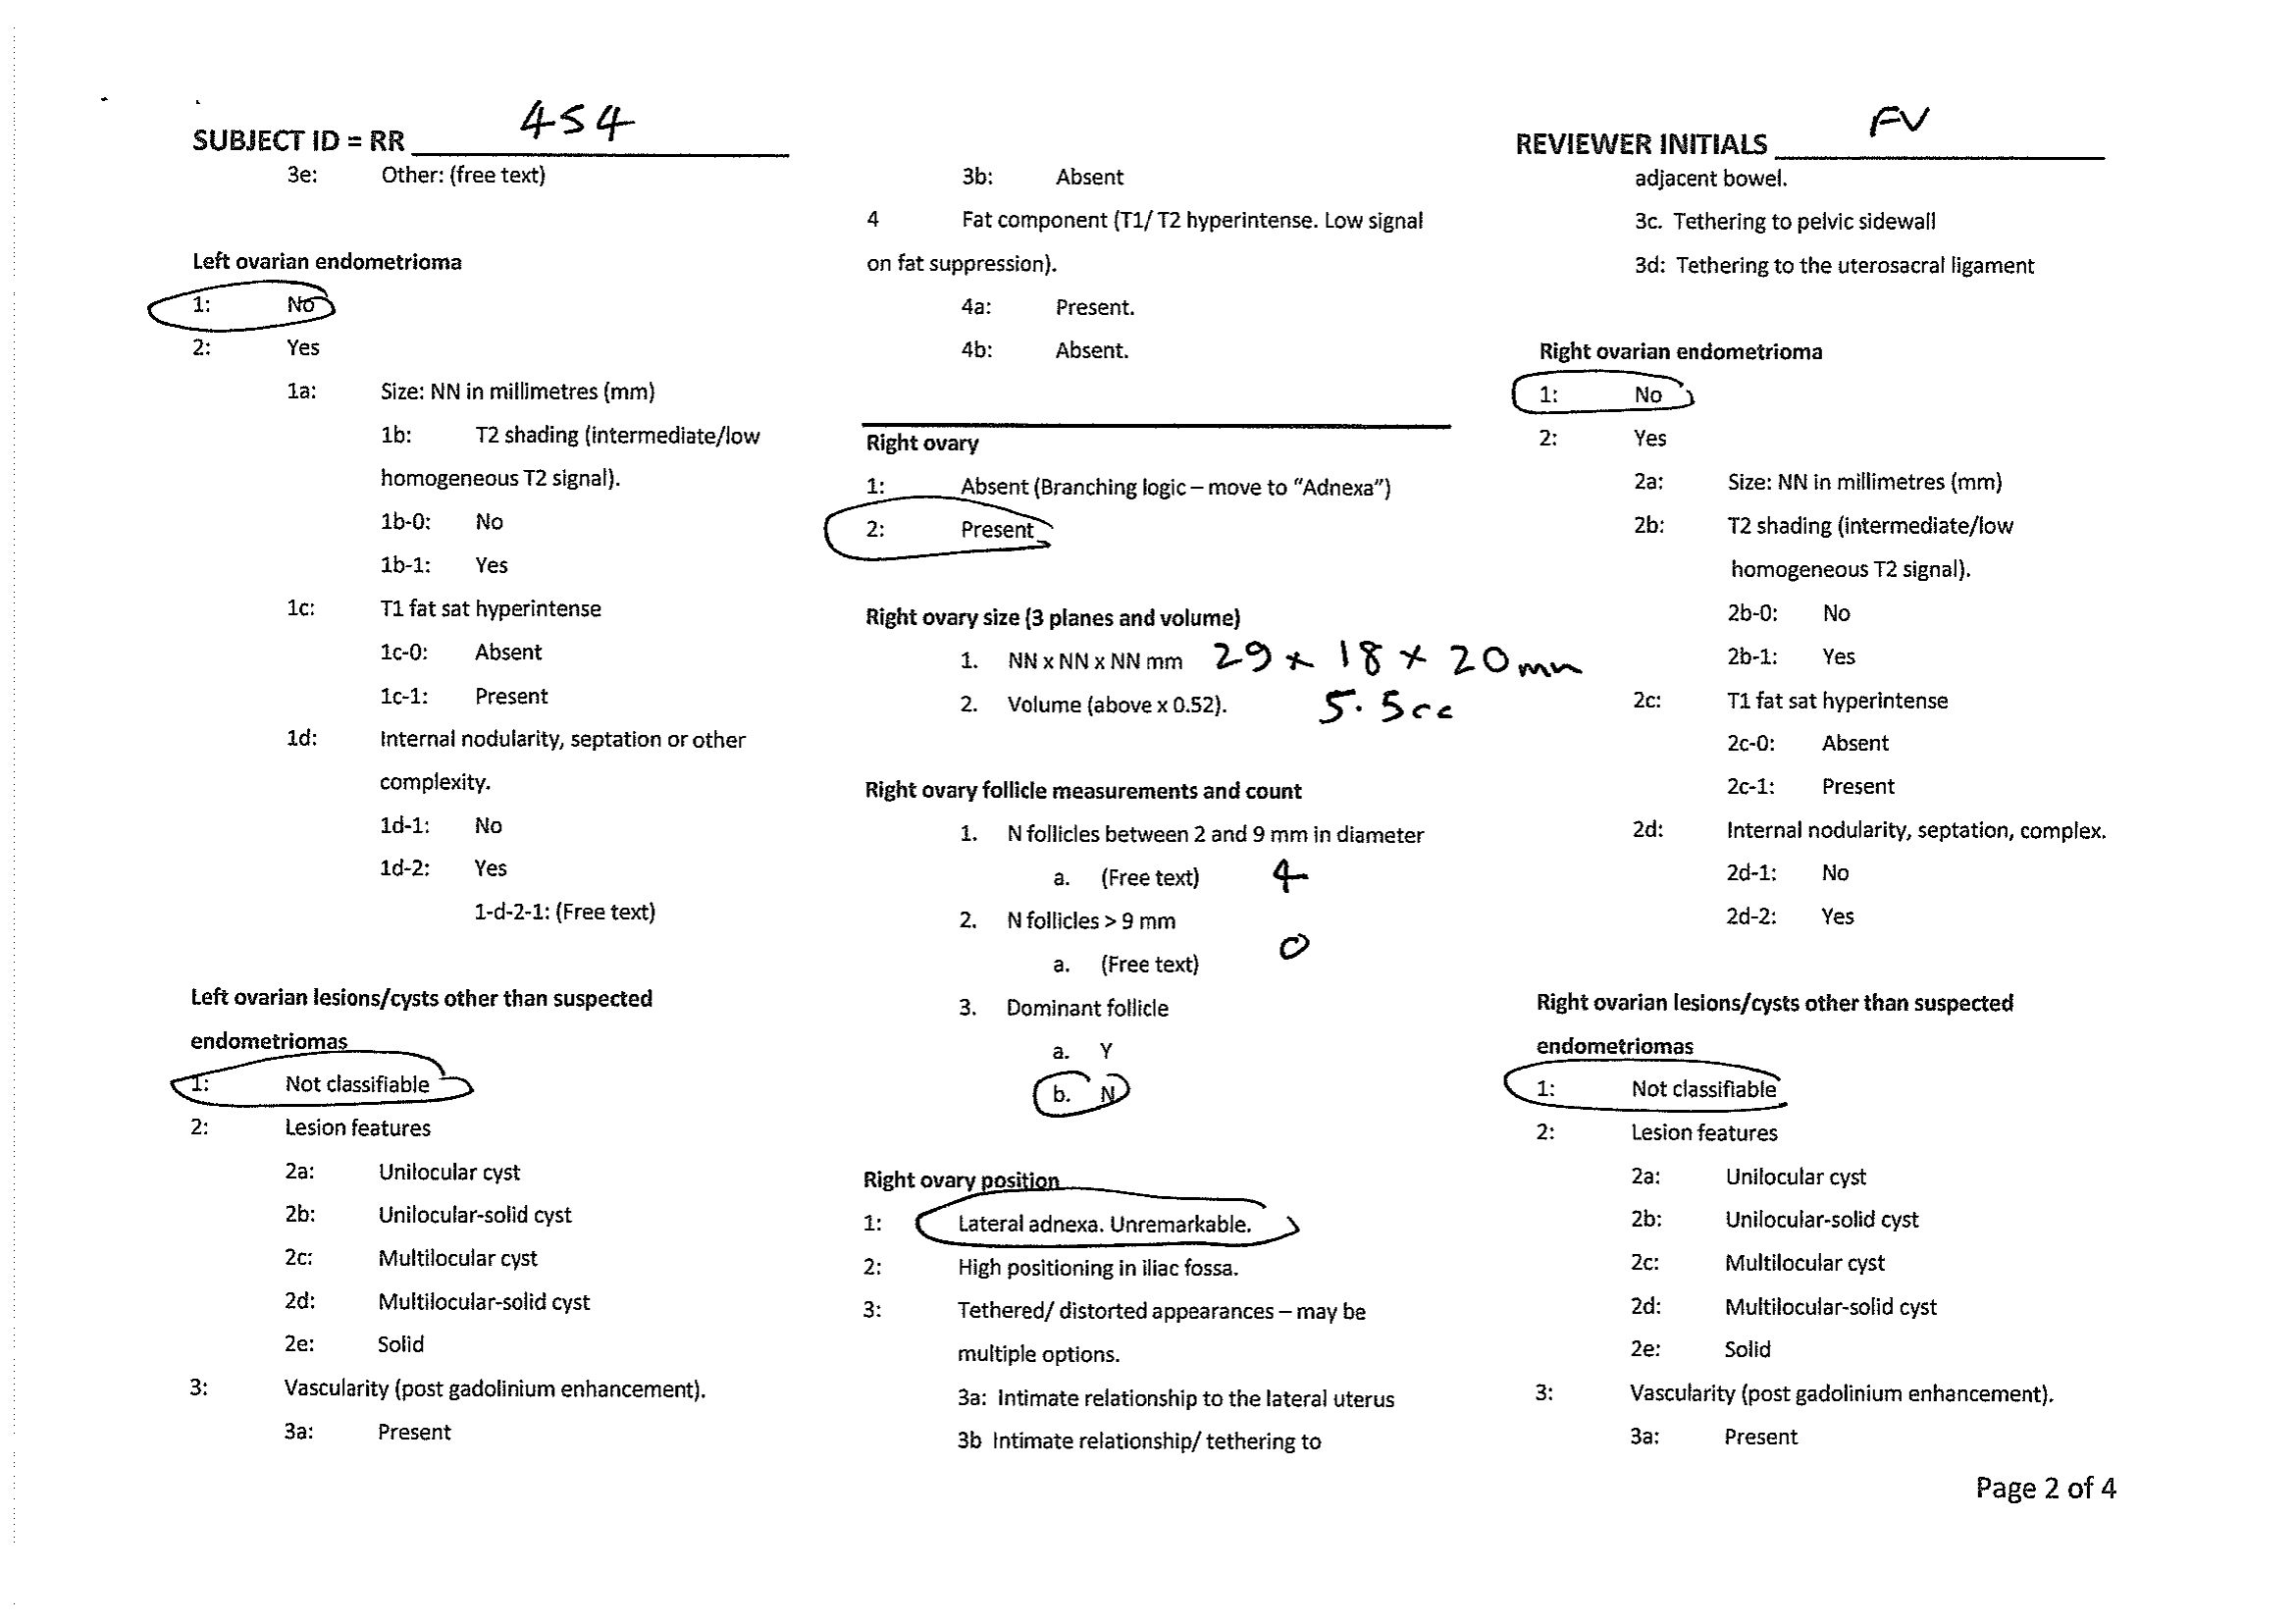 SUBJECT ID = RR 454
3e: Other: (free text)
Left ovarian endometrioma
1: No
2: Yes
1a: Size: NN in millimetres (mm)
1b: T2 shading (intermediate/low
homogeneous T2 signal).
1b-0: No
1b-1: Yes
1c: T1 fat sat hyperintense
1c-0: Absent
1c-1: Present
1d: Internal nodularity, septation or other
complexity.
1d-1: No
1d-2: Yes
1-d-2-1: (Free text)
Left ovarian lesions/cysts other than suspected
endometriomas
1: Not classifiable
2: Lesion features
2a: Unilocular cyst
2b: Unilocular-solid cyst
2c: Multilocular cyst
2d: Multilocular-solid cyst
2e: Solid
3: Vascularity (post gadolinium enhancement).
3a: Present
3b: Absent
4 Fat component (T1/ T2 hyperintense. Low signal
on fat suppression).
4a: Present.
4b: Absent.
Right ovary
1: Absent (Branching logic – move to “Adnexa”)
2: Present
Right ovary size (3 planes and volume)
1. NN x NN x NN mm 29 x 18 x 20 mm
2. Volume (above x 0.52). 5.5cc
Right ovary follicle measurements and count
1. N follicles between 2 and 9 mm in diameter
a. (Free text) 4
2. N follicles > 9 mm
a. (Free text) 0
3. Dominant follicle
a. Y
b. N
Right ovary position
1: Lateral adnexa. Unremarkable.
2: High positioning in iliac fossa.
3: Tethered/ distorted appearances – may be
multiple options.
3a: Intimate relationship to the lateral uterus
3b Intimate relationship/ tethering to
REVIEWER INITIALS FV
adjacent bowel.
3c. Tethering to pelvic sidewall
3d: Tethering to the uterosacral ligament
Right ovarian endometrioma
1: No
2: Yes
2a: Size: NN in millimetres (mm)
2b: T2 shading (intermediate/low
homogeneous T2 signal).
2b-0: No
2b-1: Yes
2c: T1 fat sat hyperintense
2c-0: Absent
2c-1: Present
2d: Internal nodularity, septation, complex.
2d-1: No
2d-2: Yes
Right ovarian lesions/cysts other than suspected
endometriomas
1: Not classifiable
2: Lesion features
2a: Unilocular cyst
2b: Unilocular-solid cyst
2c: Multilocular cyst
2d: Multilocular-solid cyst
2e: Solid
3: Vascularity (post gadolinium enhancement).
3a: Present
Page 2 of 4